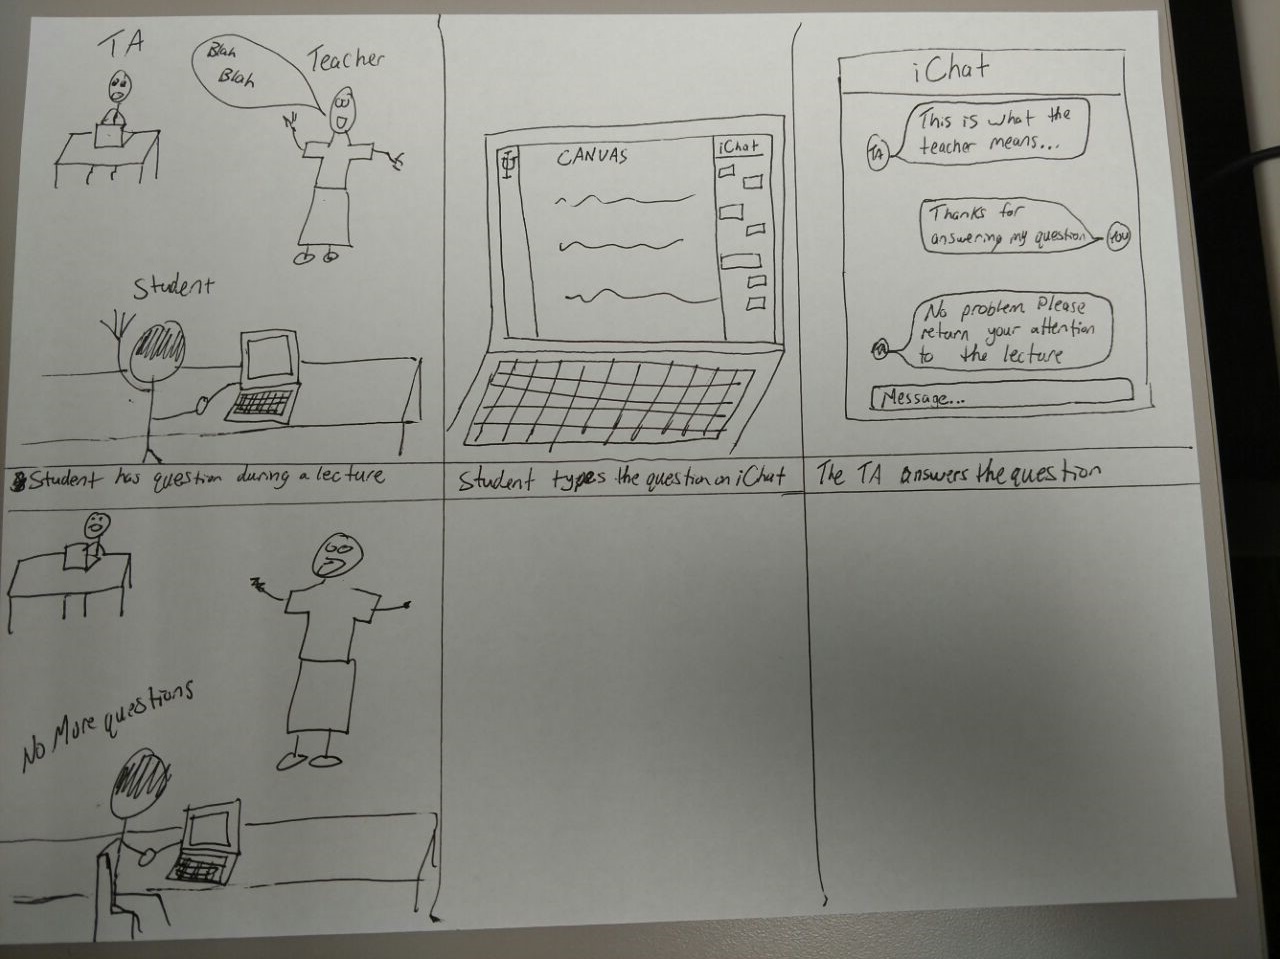 TA
Blah
Blah
Teacher
Student
Student has question during a lecture
CANVAS
iChat
Student types the question on iChat
iChat
This is what the
teacher means...
TA
Thanks for
answering my question
YOU
No problem Please
return your attention
to the lecture
TA
Message...
The TA answers the question
No More questions